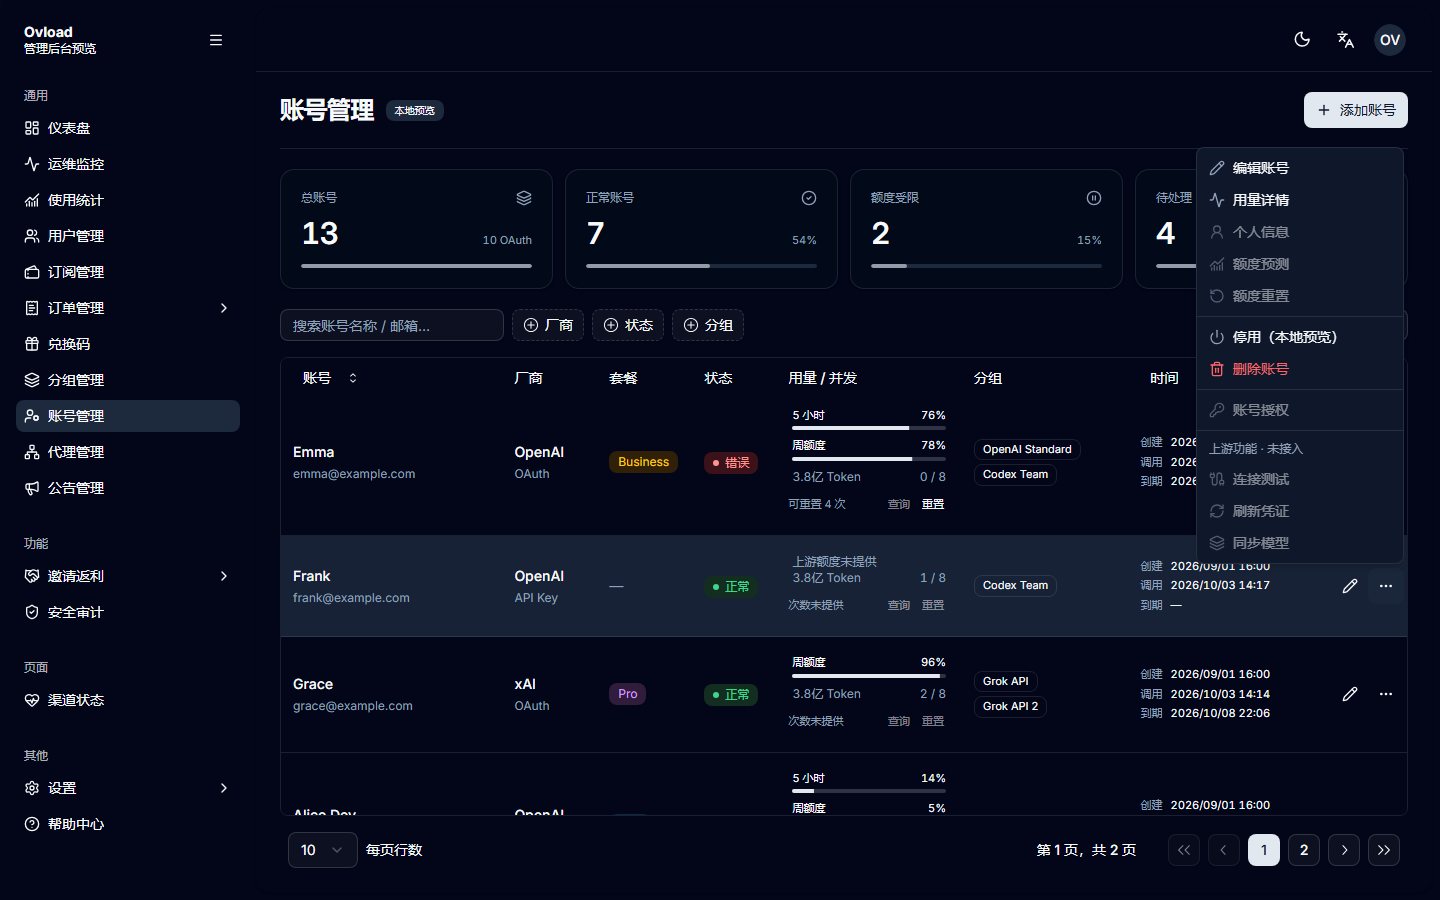 Ovload
管理后台预览
OV
通用
仪表盘
运维监控
使用统计
用户管理
订阅管理
订单管理
兑换码
分组管理
账号管理
代理管理
公告管理
功能
邀请返利
安全审计
页面
渠道状态
其他
设置
帮助中心
账号管理 本地预览
添加账号
总账号
13
10 OAuth
正常账号
7
54%
额度受限
2
15%
待处理
4
搜索账号名称 / 邮箱...
厂商
状态
分组
账号 厂商 套餐 状态 用量 / 并发 分组 时间
Emma
emma@example.com
OpenAI
OAuth
Business
错误
5 小时 76%
周额度 78%
3.8亿 Token 0 / 8
可重置 4 次 查询 重置
OpenAI Standard
Codex Team
创建 2026
调用 2026
到期 2026
Frank
frank@example.com
OpenAI
API Key
—
正常
上游额度未提供
3.8亿 Token 1 / 8
次数未提供 查询 重置
Codex Team
创建 2026/09/01 16:00
调用 2026/10/03 14:17
到期 —
Grace
grace@example.com
xAI
OAuth
Pro
正常
周额度 96%
3.8亿 Token 2 / 8
次数未提供 查询 重置
Grok API
Grok API 2
创建 2026/09/01 16:00
调用 2026/10/03 14:14
到期 2026/10/08 22:06
Alice Dev
OpenAI
5 小时 14%
周额度 5%
创建 2026/09/01 16:00
编辑账号
用量详情
个人信息
额度预测
额度重置
停用（本地预览）
删除账号
账号授权
上游功能 · 未接入
连接测试
刷新凭证
同步模型
10 每页行数
第 1 页，共 2 页
1 2